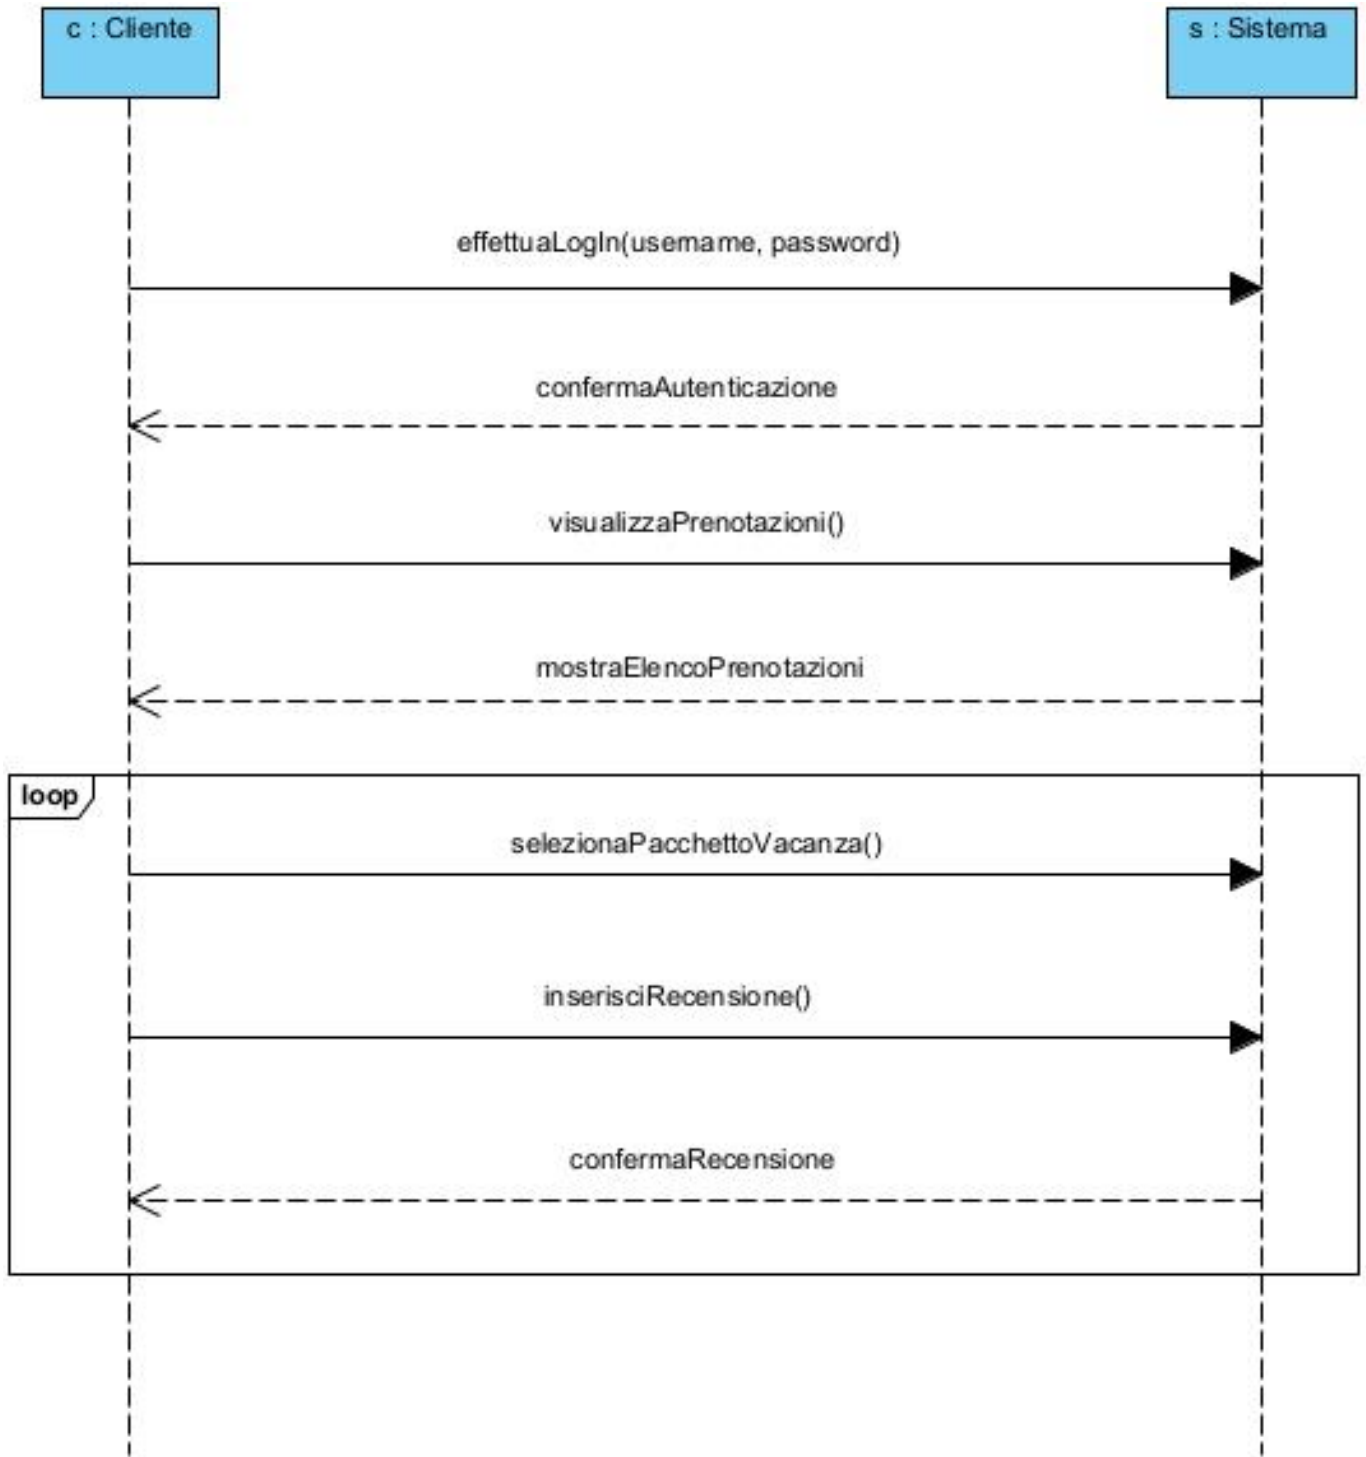 c : Cliente
s : Sistema
effettuaLogIn(username, password)
confermaAutenticazione
visualizzaPrenotazioni()
mostraElencoPrenotazioni
loop
selezionaPacchettoVacanza()
inserisciRecensione()
confermaRecensione